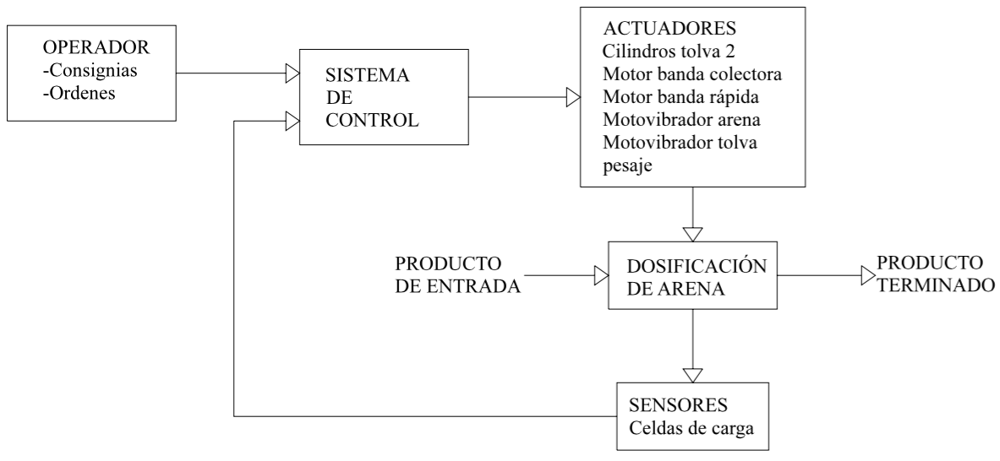 OPERADOR
-Consignias
-Ordenes
SISTEMA
DE
CONTROL
ACTUADORES
Cilindros tolva 2
Motor banda colectora
Motor banda rápida
Motovibrador arena
Motovibrador tolva
pesaje
PRODUCTO
DE ENTRADA
DOSIFICACIÓN
DE ARENA
PRODUCTO
TERMINADO
SENSORES
Celdas de carga